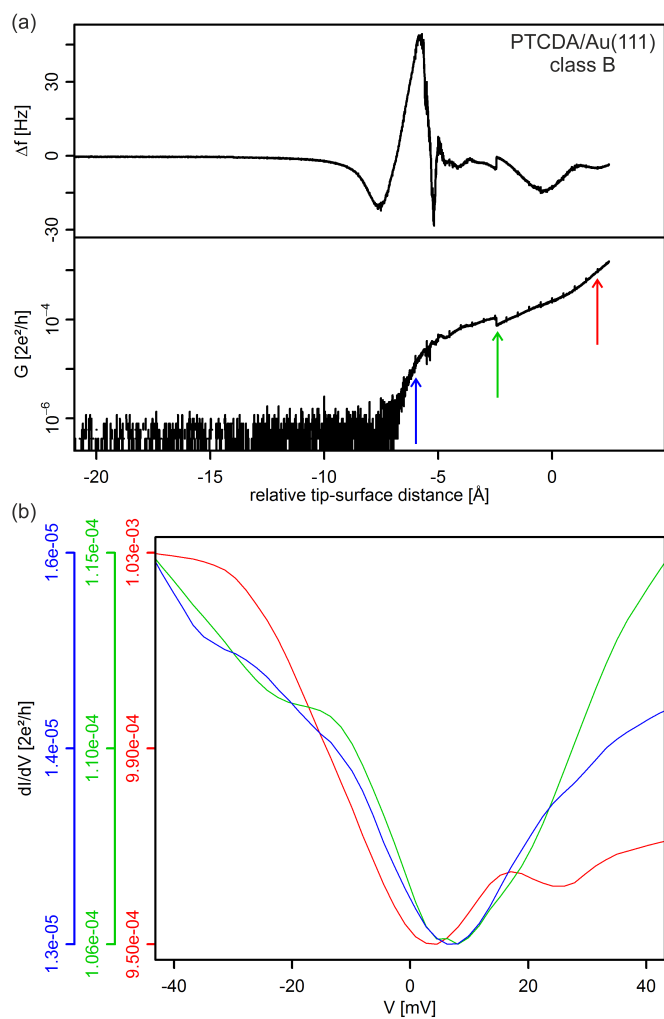 (a)
PTCDA/Au(111)
class B
Δf [Hz]
30
0
-30
G [2e²/h]
10⁻⁴
10⁻⁶
-20 -15 -10 -5 0
relative tip-surface distance [Å]
(b)
dI/dV [2e²/h]
1.6e-05 1.15e-04 1.03e-03
1.4e-05 1.10e-04 9.90e-04
1.3e-05 1.06e-04 9.50e-04
-40 -20 0 20 40
V [mV]